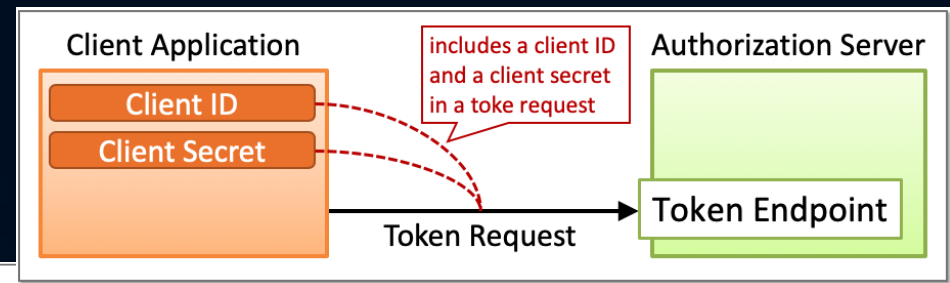 Client Application
includes a client ID
and a client secret
in a toke request
Authorization Server
Client ID
Client Secret
Token Endpoint
Token Request